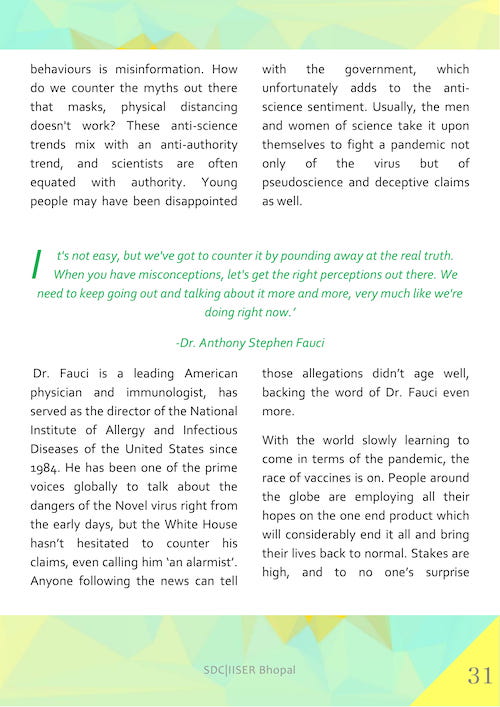 behaviours is misinformation. How
do we counter the myths out there
that masks, physical distancing
doesn't work? These anti-science
trends mix with an anti-authority
trend, and scientists are often
equated with authority. Young
people may have been disappointed
with the government, which
unfortunately adds to the anti-
science sentiment. Usually, the men
and women of science take it upon
themselves to fight a pandemic not
only of the virus but of
pseudoscience and deceptive claims
as well.
It's not easy, but we've got to counter it by pounding away at the real truth.
When you have misconceptions, let's get the right perceptions out there. We
need to keep going out and talking about it more and more, very much like we're
doing right now.'
-Dr. Anthony Stephen Fauci
Dr. Fauci is a leading American
physician and immunologist, has
served as the director of the National
Institute of Allergy and Infectious
Diseases of the United States since
1984. He has been one of the prime
voices globally to talk about the
dangers of the Novel virus right from
the early days, but the White House
hasn't hesitated to counter his
claims, even calling him 'an alarmist'.
Anyone following the news can tell
those allegations didn't age well,
backing the word of Dr. Fauci even
more.
With the world slowly learning to
come in terms of the pandemic, the
race of vaccines is on. People around
the globe are employing all their
hopes on the one end product which
will considerably end it all and bring
their lives back to normal. Stakes are
high, and to no one's surprise
SDC|IISER Bhopal
31